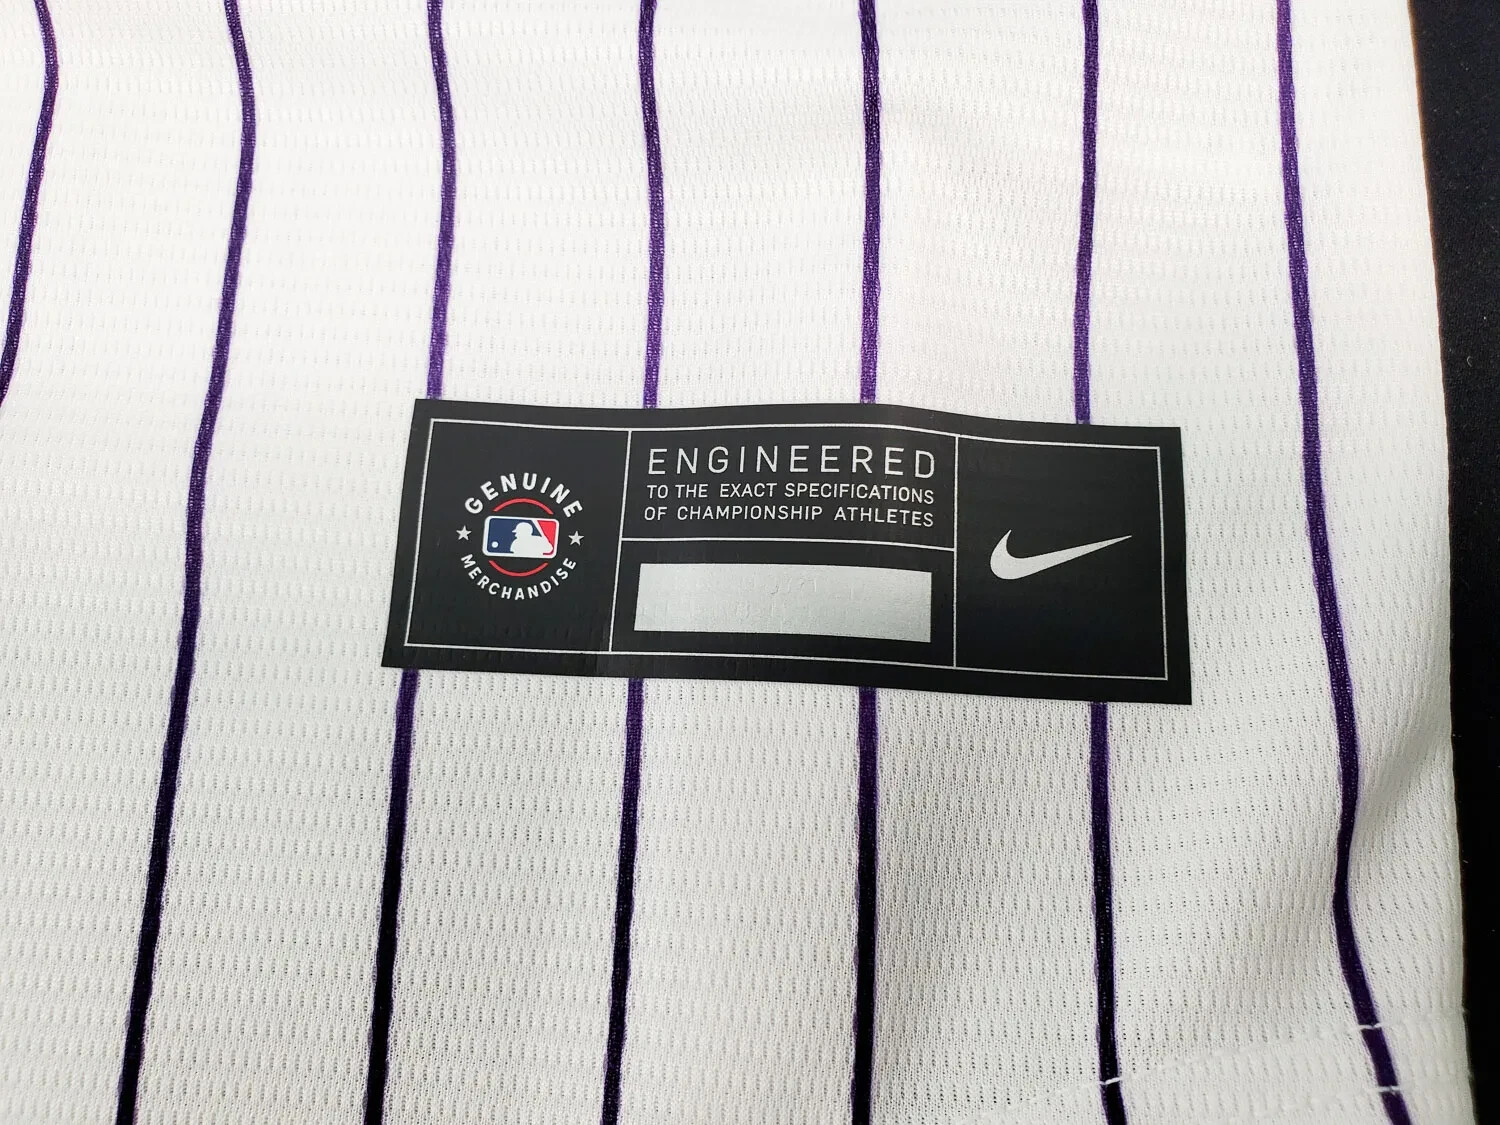 GENUINE
MERCHANDISE
ENGINEERED
TO THE EXACT SPECIFICATIONS
OF CHAMPIONSHIP ATHLETES